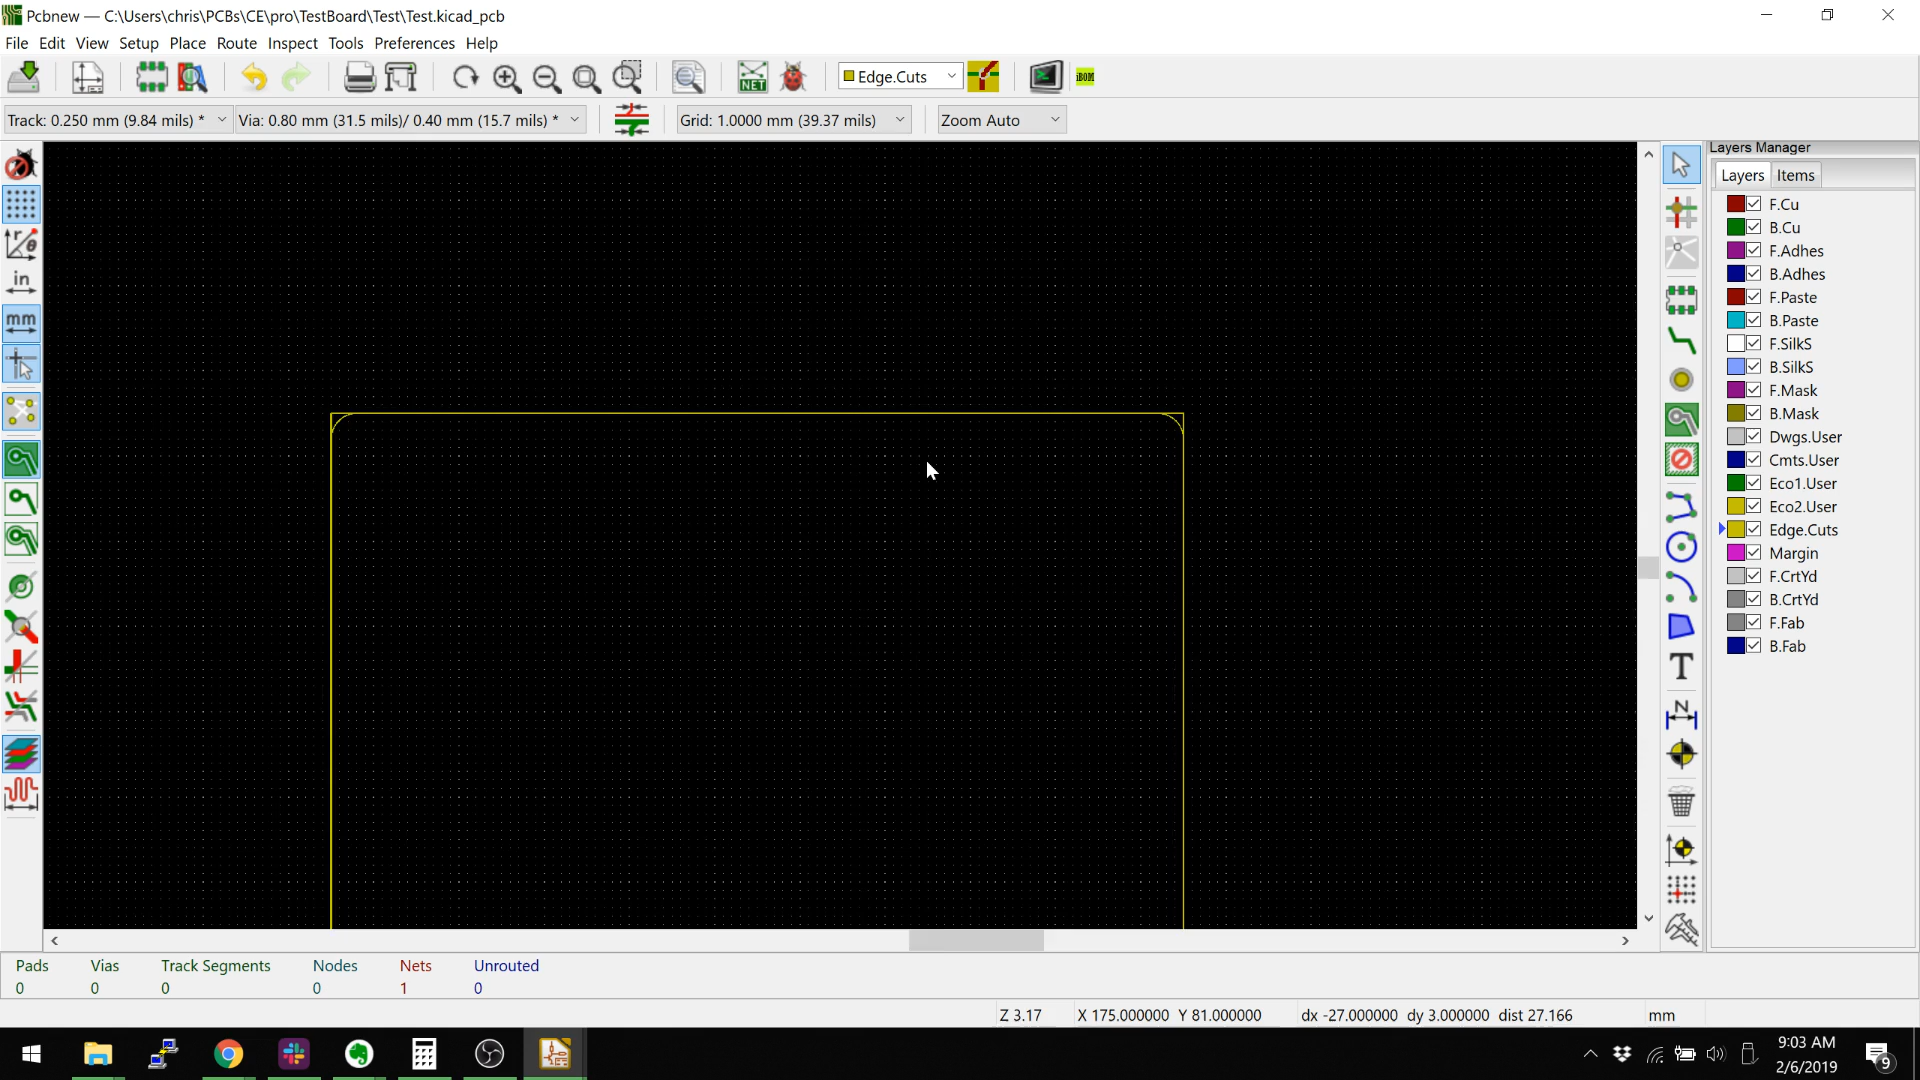 Pcbnew — C:\Users\chris\PCBs\CE\pro\TestBoard\Test\Test.kicad_pcb
File Edit View Setup Place Route Inspect Tools Preferences Help
NET Edge.Cuts iBOM
Track: 0.250 mm (9.84 mils) * Via: 0.80 mm (31.5 mils)/ 0.40 mm (15.7 mils) * Grid: 1.0000 mm (39.37 mils) Zoom Auto
Layers Manager
Layers Items
F.Cu
B.Cu
F.Adhes
B.Adhes
F.Paste
B.Paste
F.SilkS
B.SilkS
F.Mask
B.Mask
Dwgs.User
Cmts.User
Eco1.User
Eco2.User
Edge.Cuts
Margin
F.CrtYd
B.CrtYd
F.Fab
B.Fab
r θ
in
mm
T
N
Pads Vias Track Segments Nodes Nets Unrouted
0 0 0 0 1 0
Z 3.17 X 175.000000 Y 81.000000 dx -27.000000 dy 3.000000 dist 27.166 mm
9:03 AM
2/6/2019
9